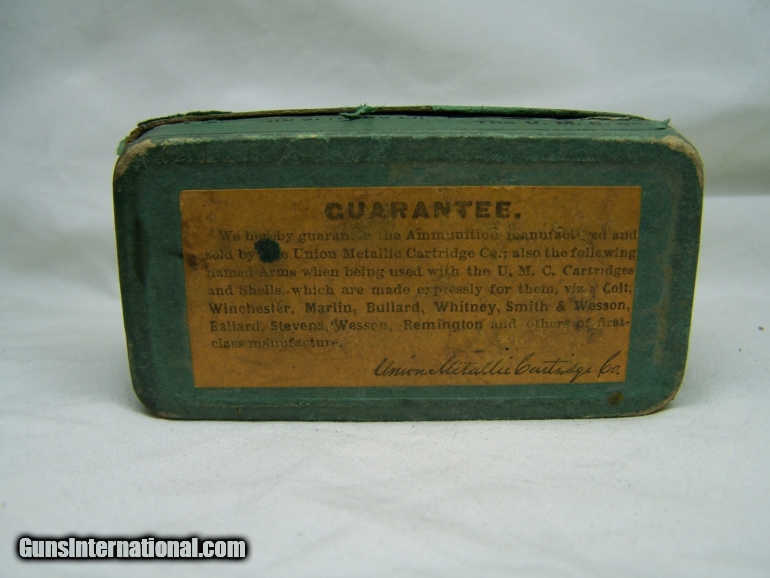 THE U. M. C.
GUARANTEE.
We hereby guarantee the Ammunition manufactured and
sold by the Union Metallic Cartridge Co.; also the following
named Arms when being used with the U. M. C. Cartridges
and Shells, which are made expressly for them, viz.: Colt,
Winchester, Marlin, Bullard, Whitney, Smith & Wesson,
Ballard, Stevens, Wesson, Remington and others of first-
class manufacture.
Union Metallic Cartridge Co.
GunsInternational.com